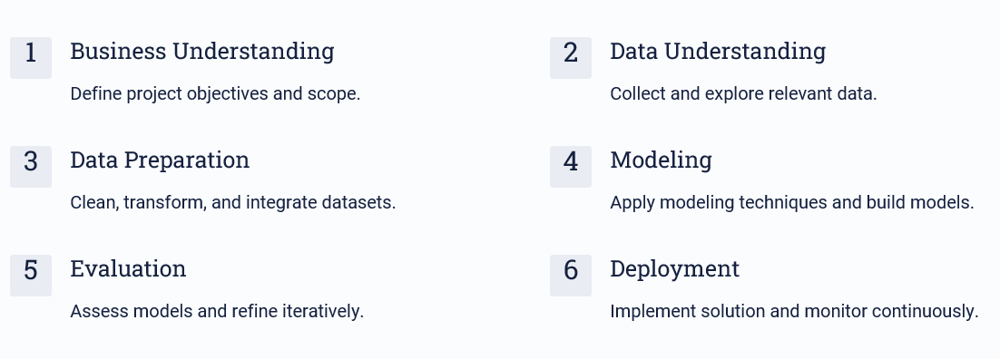 1
Business Understanding
Define project objectives and scope.
2
Data Understanding
Collect and explore relevant data.
3
Data Preparation
Clean, transform, and integrate datasets.
4
Modeling
Apply modeling techniques and build models.
5
Evaluation
Assess models and refine iteratively.
6
Deployment
Implement solution and monitor continuously.